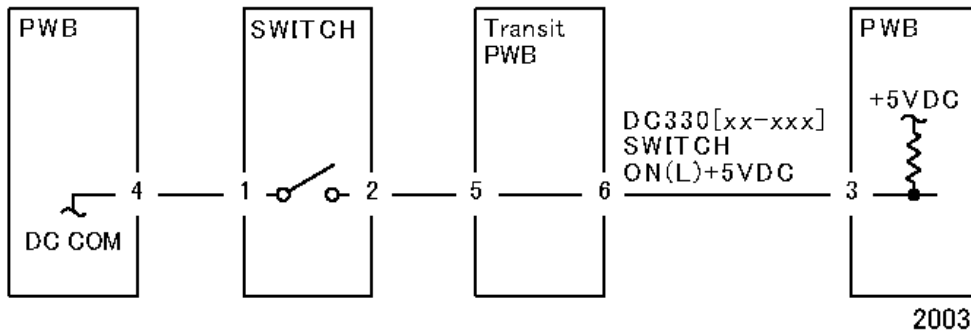 PWB
SWITCH
Transit
PWB
PWB
+5VDC
DC330[xx-xxx]
SWITCH
ON(L)+5VDC
4
1
2
5
6
3
DC COM
2003